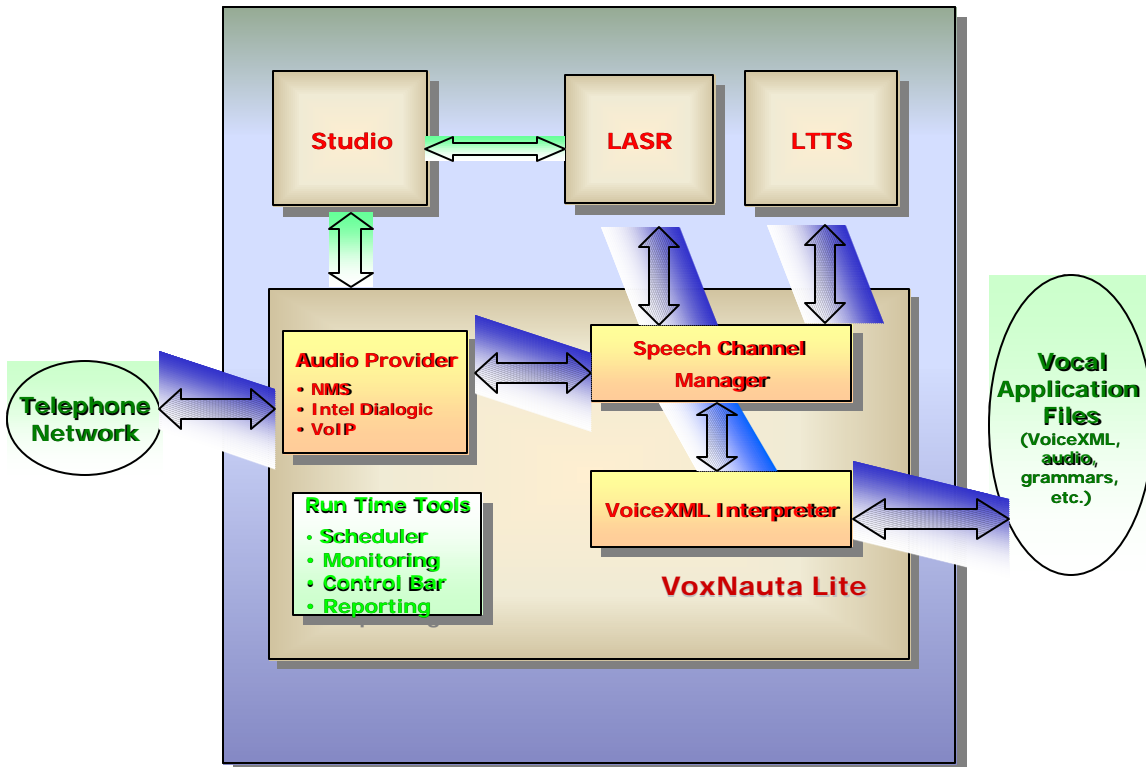 Studio
LASR
LTTS
Audio Provider
• NMS
• Intel Dialogic
• VoIP
Speech Channel
Manager
Telephone
Network
Vocal
Application
Files
(VoiceXML,
audio,
grammars,
etc.)
VoiceXML Interpreter
Run Time Tools
• Scheduler
• Monitoring
• Control Bar
• Reporting
VoxNauta Lite